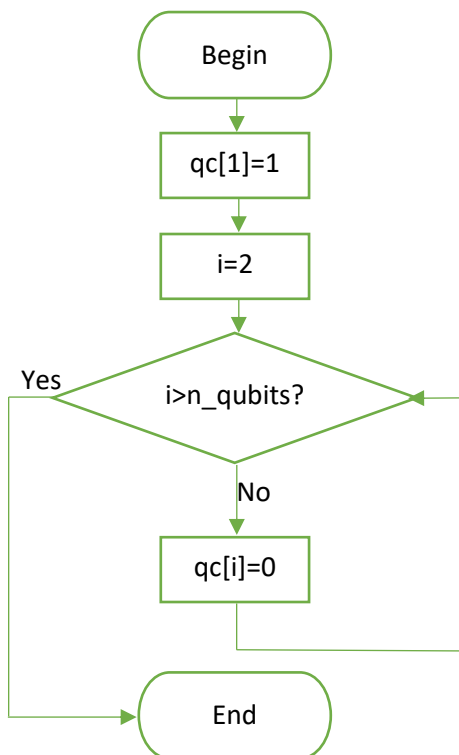 Begin
qc[1]=1
i=2
Yes
i>n_qubits?
No
qc[i]=0
End